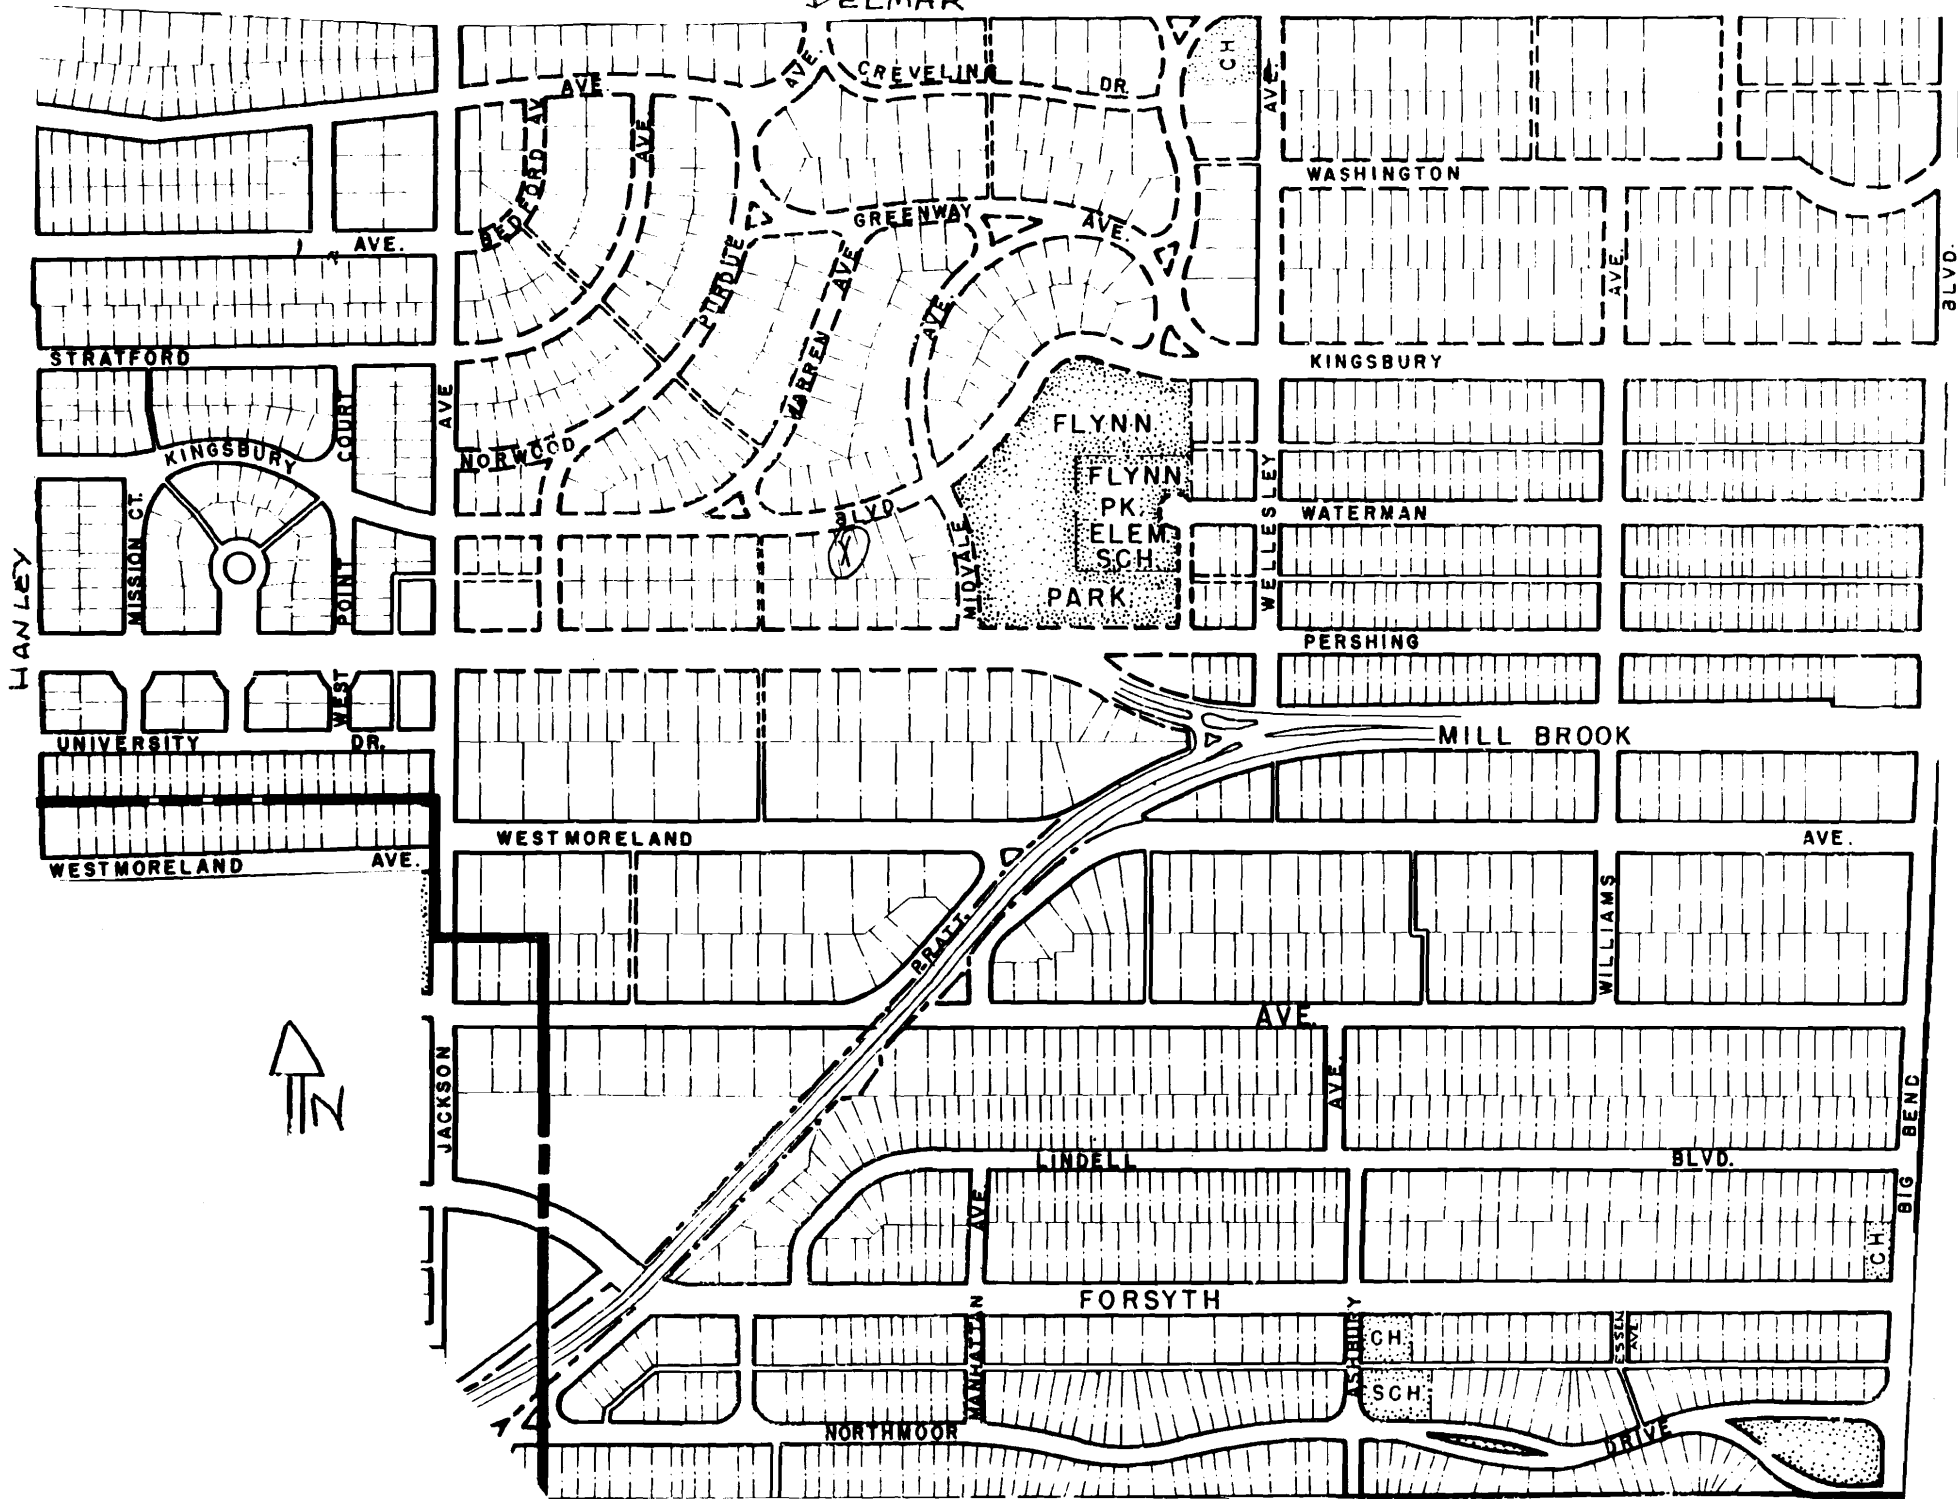 DELMAR
CREVELING
DR.
AVE.
CH
AVE.
AVE.
BEDFORD AV
AVE.
WASHINGTON
GREENWAY
AVE.
AVE.
PURDUE
AVE.
AVE.
BLVD.
STRATFORD
KINGSBURY
WARREN
AVE
AVE
COURT
FLYNN
NORWOOD
KINGSBURY
FLYNN
PK.
ELEM
SCH.
PARK
WELLESLEY
WATERMAN
BLVD.
X
MISSION CT.
MIDVALE
HANLEY
POINT
WEST
PERSHING
MILL BROOK
UNIVERSITY
DR.
WESTMORELAND
AVE.
WESTMORELAND
AVE.
WILLIAMS
PRATT
AVE.
N
JACKSON
AVE.
BIG BEND
LINDELL
BLVD.
AVE
CH
FORSYTH
MANHATTAN
ASHBURY
CH
ESSEN
AVE.
SCH.
NORTHMOOR
DRIVE